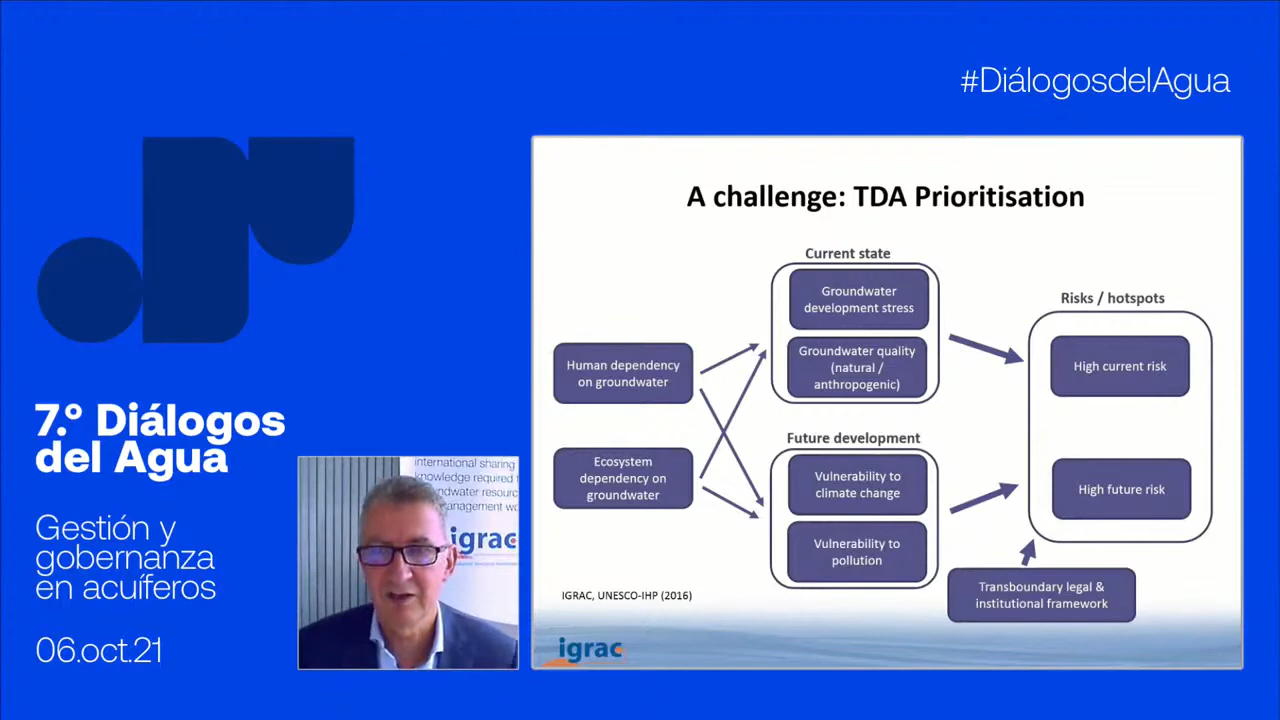 #DiálogosdelAgua
7.º Diálogos
del Agua
Gestión y
gobernanza
en acuíferos
06.oct.21
international sharing
knowledge required
igrac
A challenge: TDA Prioritisation
Current state
Groundwater
development stress
Groundwater quality
(natural /
anthropogenic)
Human dependency
on groundwater
Ecosystem
dependency on
groundwater
Future development
Vulnerability to
climate change
Vulnerability to
pollution
Risks / hotspots
High current risk
High future risk
Transboundary legal &
institutional framework
IGRAC, UNESCO-IHP (2016)
igrac